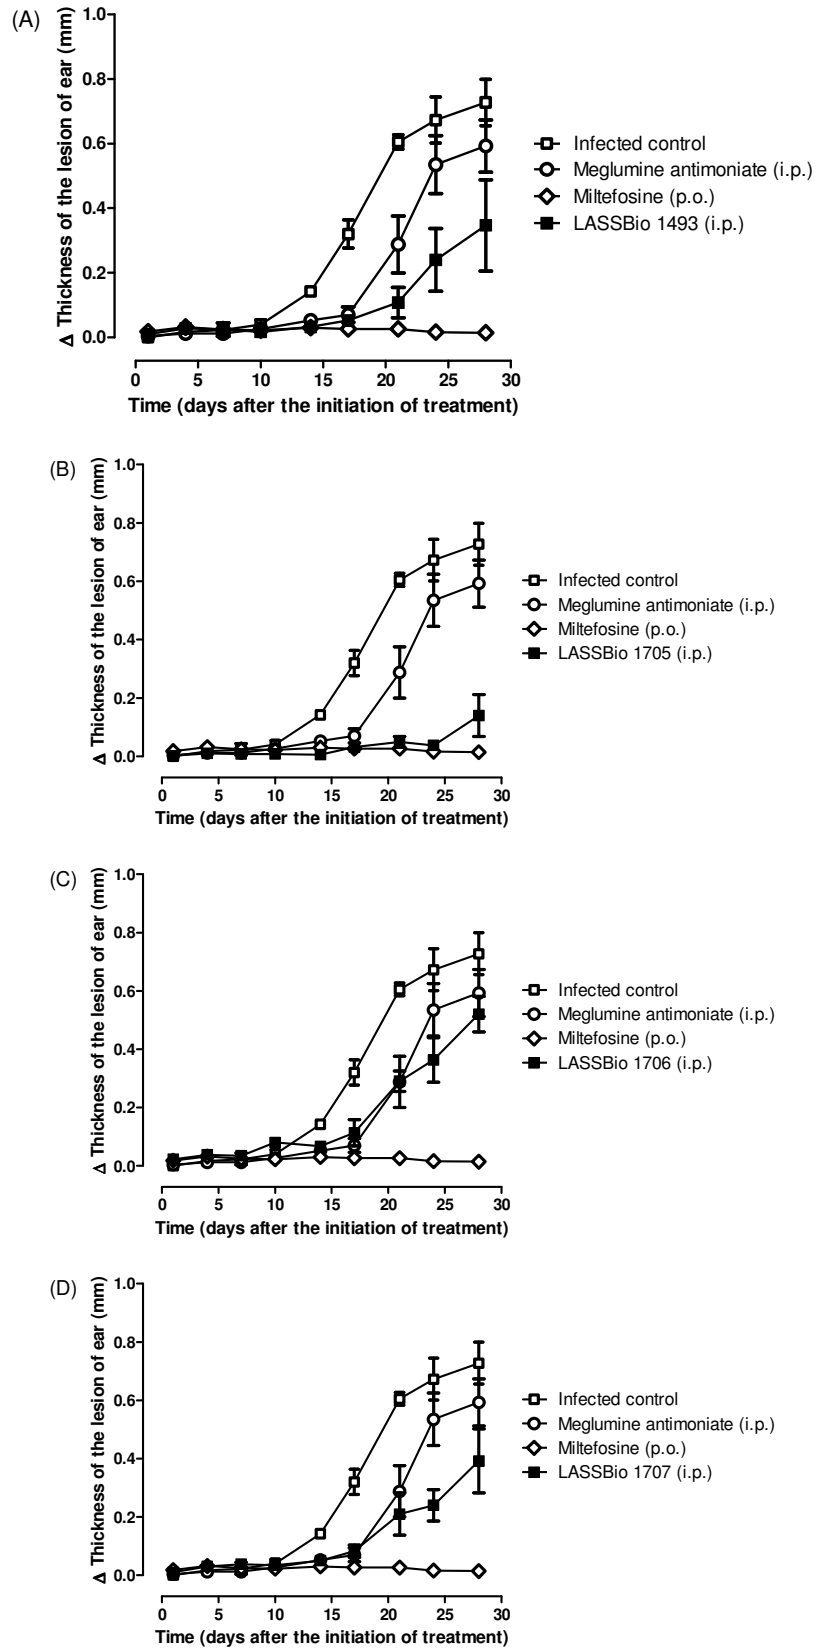 (A)
Δ Thickness of the lesion of ear (mm)
1.0
0.8
0.6
0.4
0.2
0.0
0 5 10 15 20 25 30
Time (days after the initiation of treatment)
Infected control
Meglumine antimoniate (i.p.)
Miltefosine (p.o.)
LASSBio 1493 (i.p.)
(B)
Δ Thickness of the lesion of ear (mm)
1.0
0.8
0.6
0.4
0.2
0.0
0 5 10 15 20 25 30
Time (days after the initiation of treatment)
Infected control
Meglumine antimoniate (i.p.)
Miltefosine (p.o.)
LASSBio 1705 (i.p.)
(C)
Δ Thickness of the lesion of ear (mm)
1.0
0.8
0.6
0.4
0.2
0.0
0 5 10 15 20 25 30
Time (days after the initiation of treatment)
Infected control
Meglumine antimoniate (i.p.)
Miltefosine (p.o.)
LASSBio 1706 (i.p.)
(D)
Δ Thickness of the lesion of ear (mm)
1.0
0.8
0.6
0.4
0.2
0.0
0 5 10 15 20 25 30
Time (days after the initiation of treatment)
Infected control
Meglumine antimoniate (i.p.)
Miltefosine (p.o.)
LASSBio 1707 (i.p.)